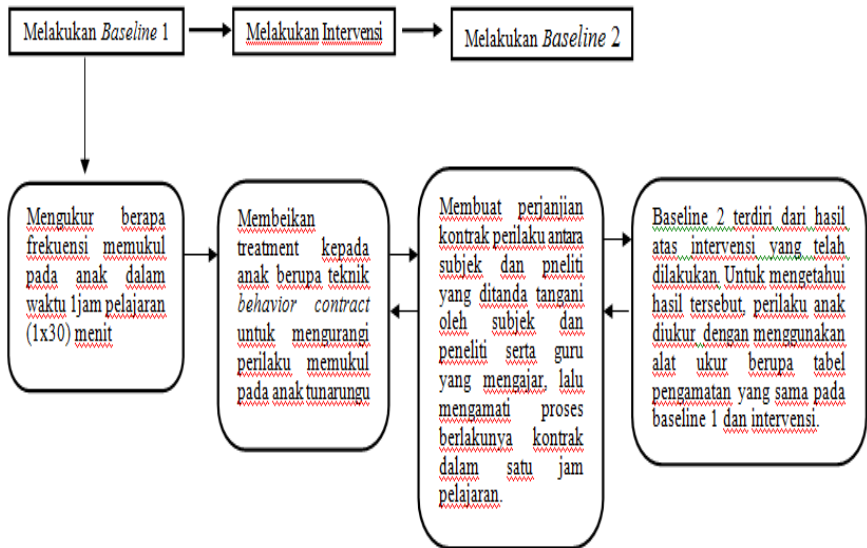 Melakukan Baseline 1
Melakukan Intervensi
Melakukan Baseline 2
Mengukur berapa
frekuensi memukul
pada anak dalam
waktu 1jam pelajaran
(1x30) menit
Membeikan
treatment kepada
anak berupa teknik
behavior contract
untuk mengurangi
perilaku memukul
pada anak tunarungu
Membuat perjanjian
kontrak perilaku antara
subjek dan pneliti
yang ditanda tangani
oleh subjek dan
peneliti serta guru
yang mengajar, lalu
mengamati proses
berlakunya kontrak
dalam satu jam
pelajaran.
Baseline 2 terdiri dari hasil
atas intervensi yang telah
dilakukan. Untuk mengetahui
hasil tersebut, perilaku anak
diukur dengan menggunakan
alat ukur berupa tabel
pengamatan yang sama pada
baseline 1 dan intervensi.